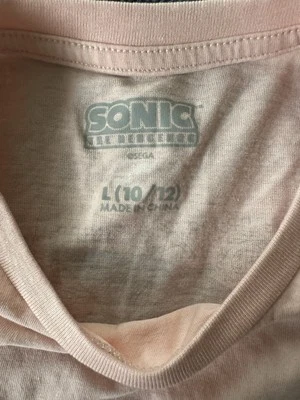 SONIC
THE HEDGEHOG
©SEGA
L (10/12)
MADE IN CHINA